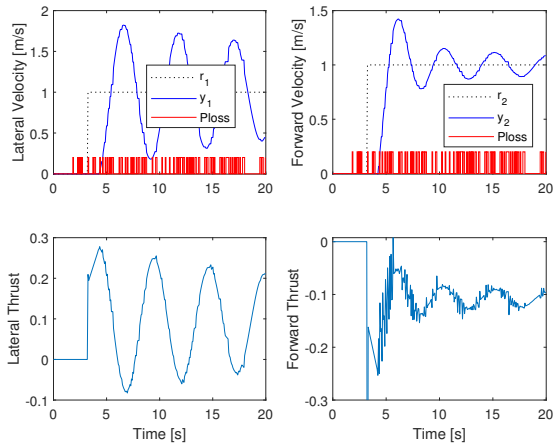 Lateral Velocity [m/s]
2
1.5
1
0.5
0
0 5 10 15 20
r1
y1
Ploss
Forward Velocity [m/s]
1.5
1
0.5
0
0 5 10 15 20
r2
y2
Ploss
Lateral Thrust
0.3
0.2
0.1
0
-0.1
0 5 10 15 20
Time [s]
Forward Thrust
0
-0.1
-0.2
-0.3
0 5 10 15 20
Time [s]